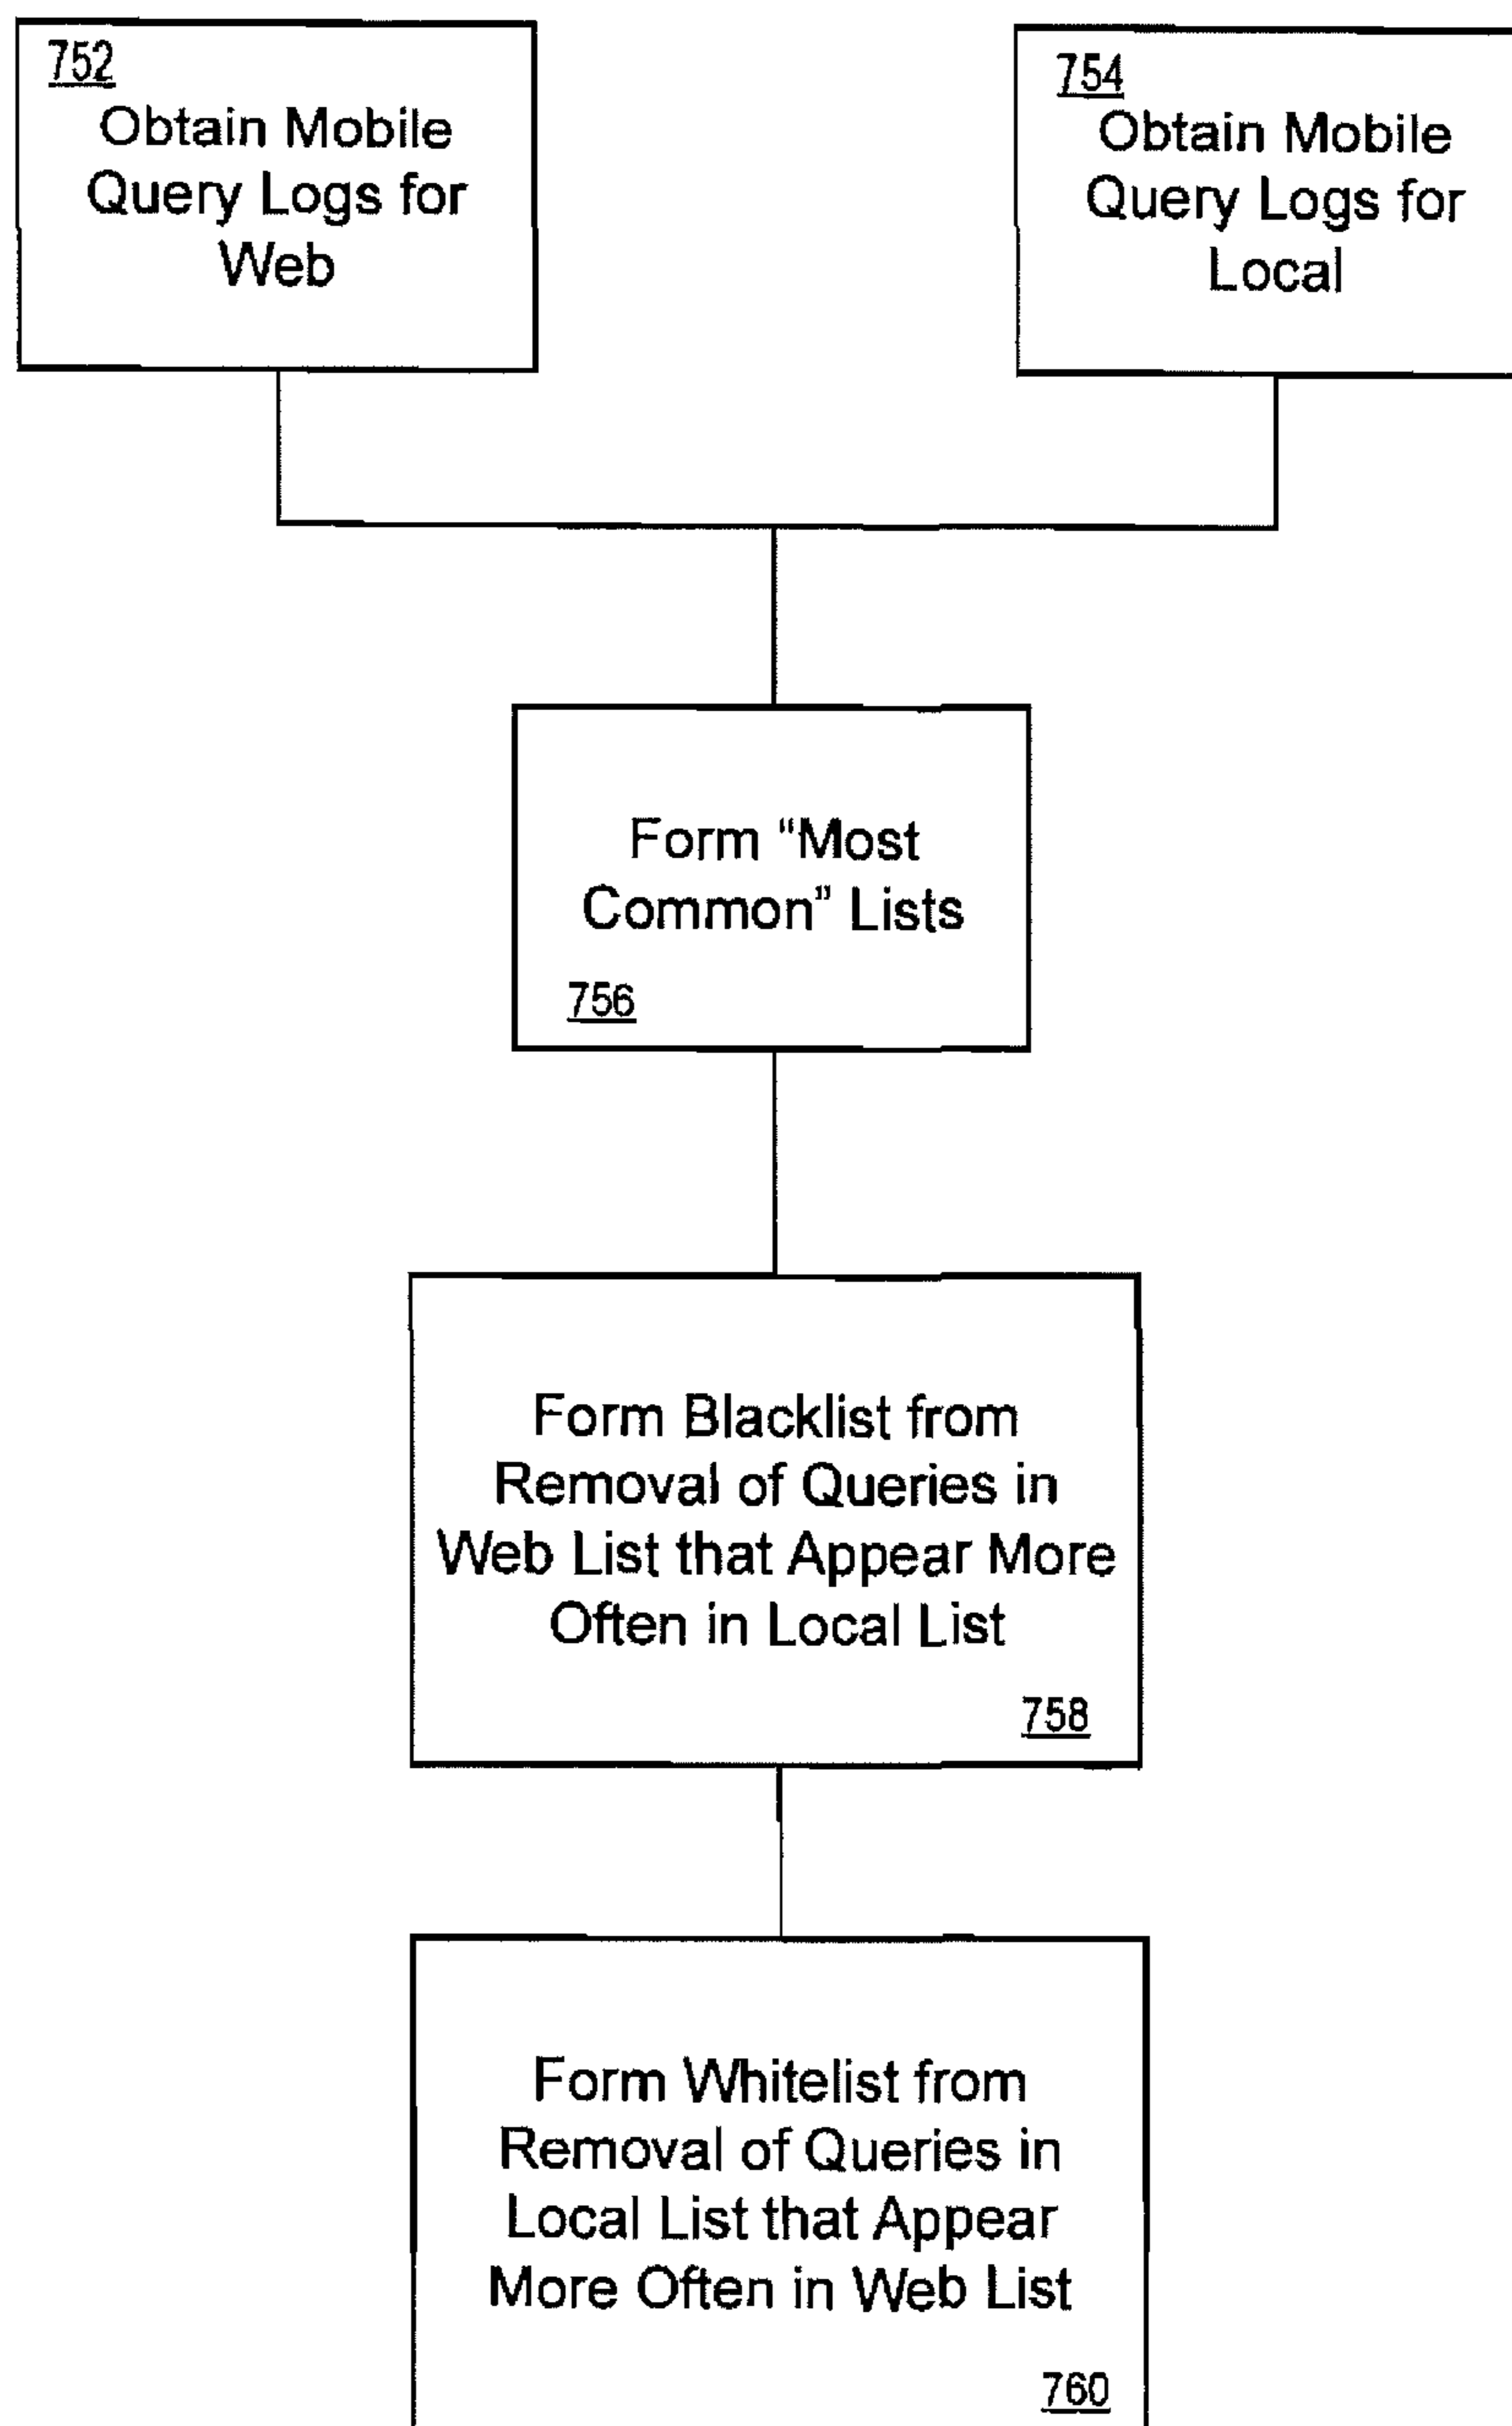 752
Obtain Mobile
Query Logs for
Web
754
Obtain Mobile
Query Logs for
Local
Form “Most
Common” Lists
756
Form Blacklist from
Removal of Queries in
Web List that Appear More
Often in Local List
758
Form Whitelist from
Removal of Queries in
Local List that Appear
More Often in Web List
760